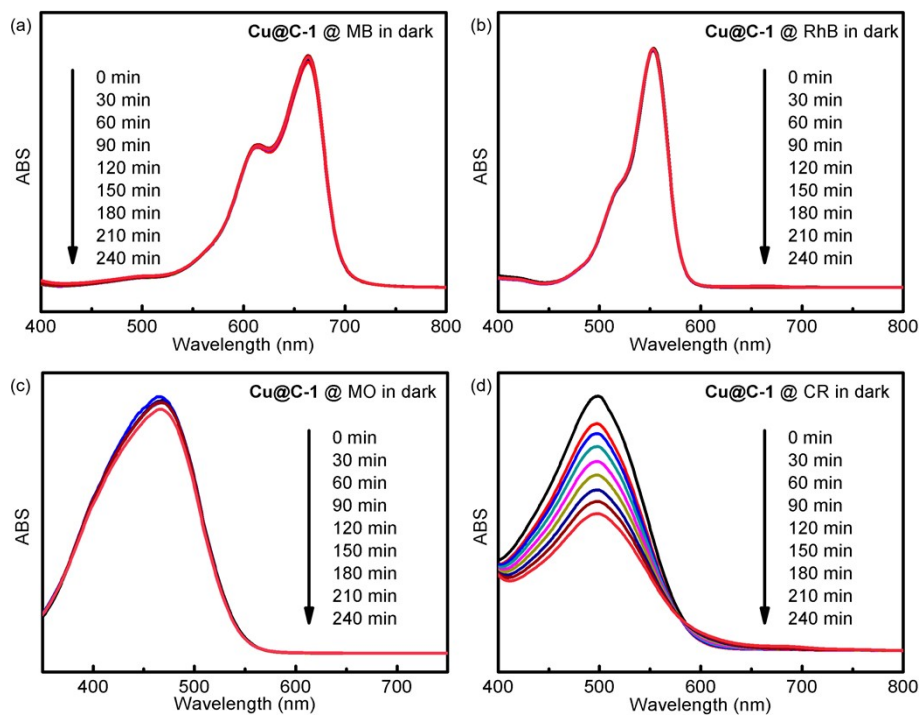 (a)
Cu@C-1 @ MB in dark
0 min
30 min
60 min
90 min
120 min
150 min
180 min
210 min
240 min
ABS
400 500 600 700 800
Wavelength (nm)
(b)
Cu@C-1 @ RhB in dark
0 min
30 min
60 min
90 min
120 min
150 min
180 min
210 min
240 min
ABS
400 500 600 700 800
Wavelength (nm)
(c)
Cu@C-1 @ MO in dark
0 min
30 min
60 min
90 min
120 min
150 min
180 min
210 min
240 min
ABS
400 500 600 700
Wavelength (nm)
(d)
Cu@C-1 @ CR in dark
0 min
30 min
60 min
90 min
120 min
150 min
180 min
210 min
240 min
ABS
400 500 600 700 800
Wavelength (nm)